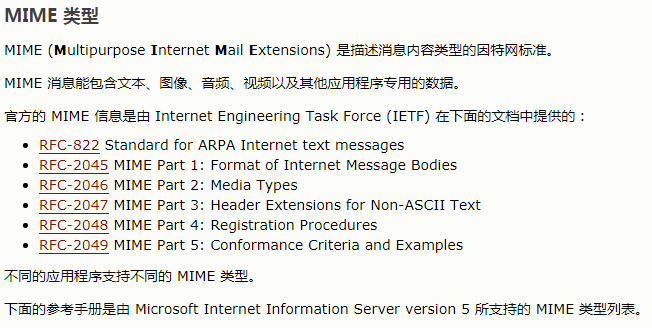 MIME 类型
MIME (Multipurpose Internet Mail Extensions) 是描述消息内容类型的因特网标准。
MIME 消息能包含文本、图像、音频、视频以及其他应用程序专用的数据。
官方的 MIME 信息是由 Internet Engineering Task Force (IETF) 在下面的文档中提供的：
• RFC-822 Standard for ARPA Internet text messages
• RFC-2045 MIME Part 1: Format of Internet Message Bodies
• RFC-2046 MIME Part 2: Media Types
• RFC-2047 MIME Part 3: Header Extensions for Non-ASCII Text
• RFC-2048 MIME Part 4: Registration Procedures
• RFC-2049 MIME Part 5: Conformance Criteria and Examples
不同的应用程序支持不同的 MIME 类型。
下面的参考手册是由 Microsoft Internet Information Server version 5 所支持的 MIME 类型列表。